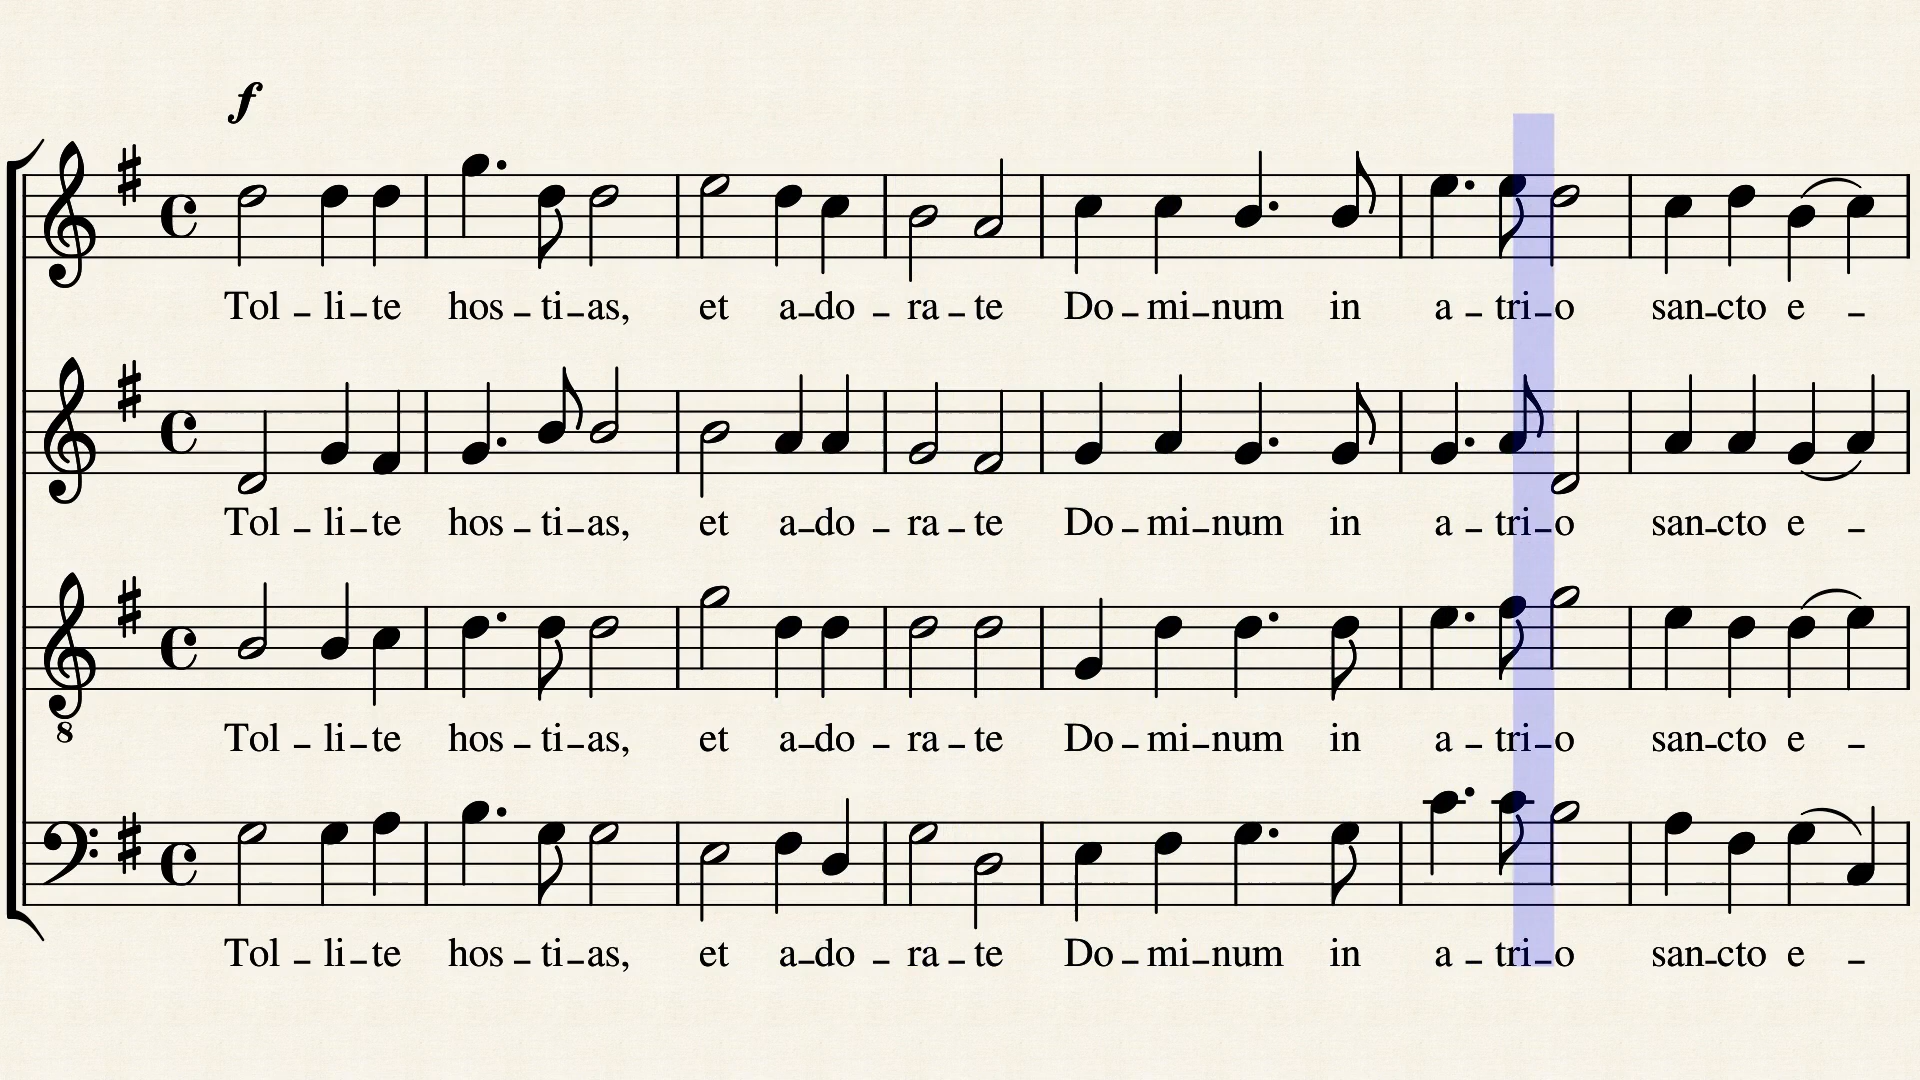 f
Tol – li – te hos – ti – as, et a – do – ra – te Do – mi – num in a – tri – o san – cto e –
Tol – li – te hos – ti – as, et a – do – ra – te Do – mi – num in a – tri – o san – cto e –
8
Tol – li – te hos – ti – as, et a – do – ra – te Do – mi – num in a – tri – o san – cto e –
Tol – li – te hos – ti – as, et a – do – ra – te Do – mi – num in a – tri – o san – cto e –